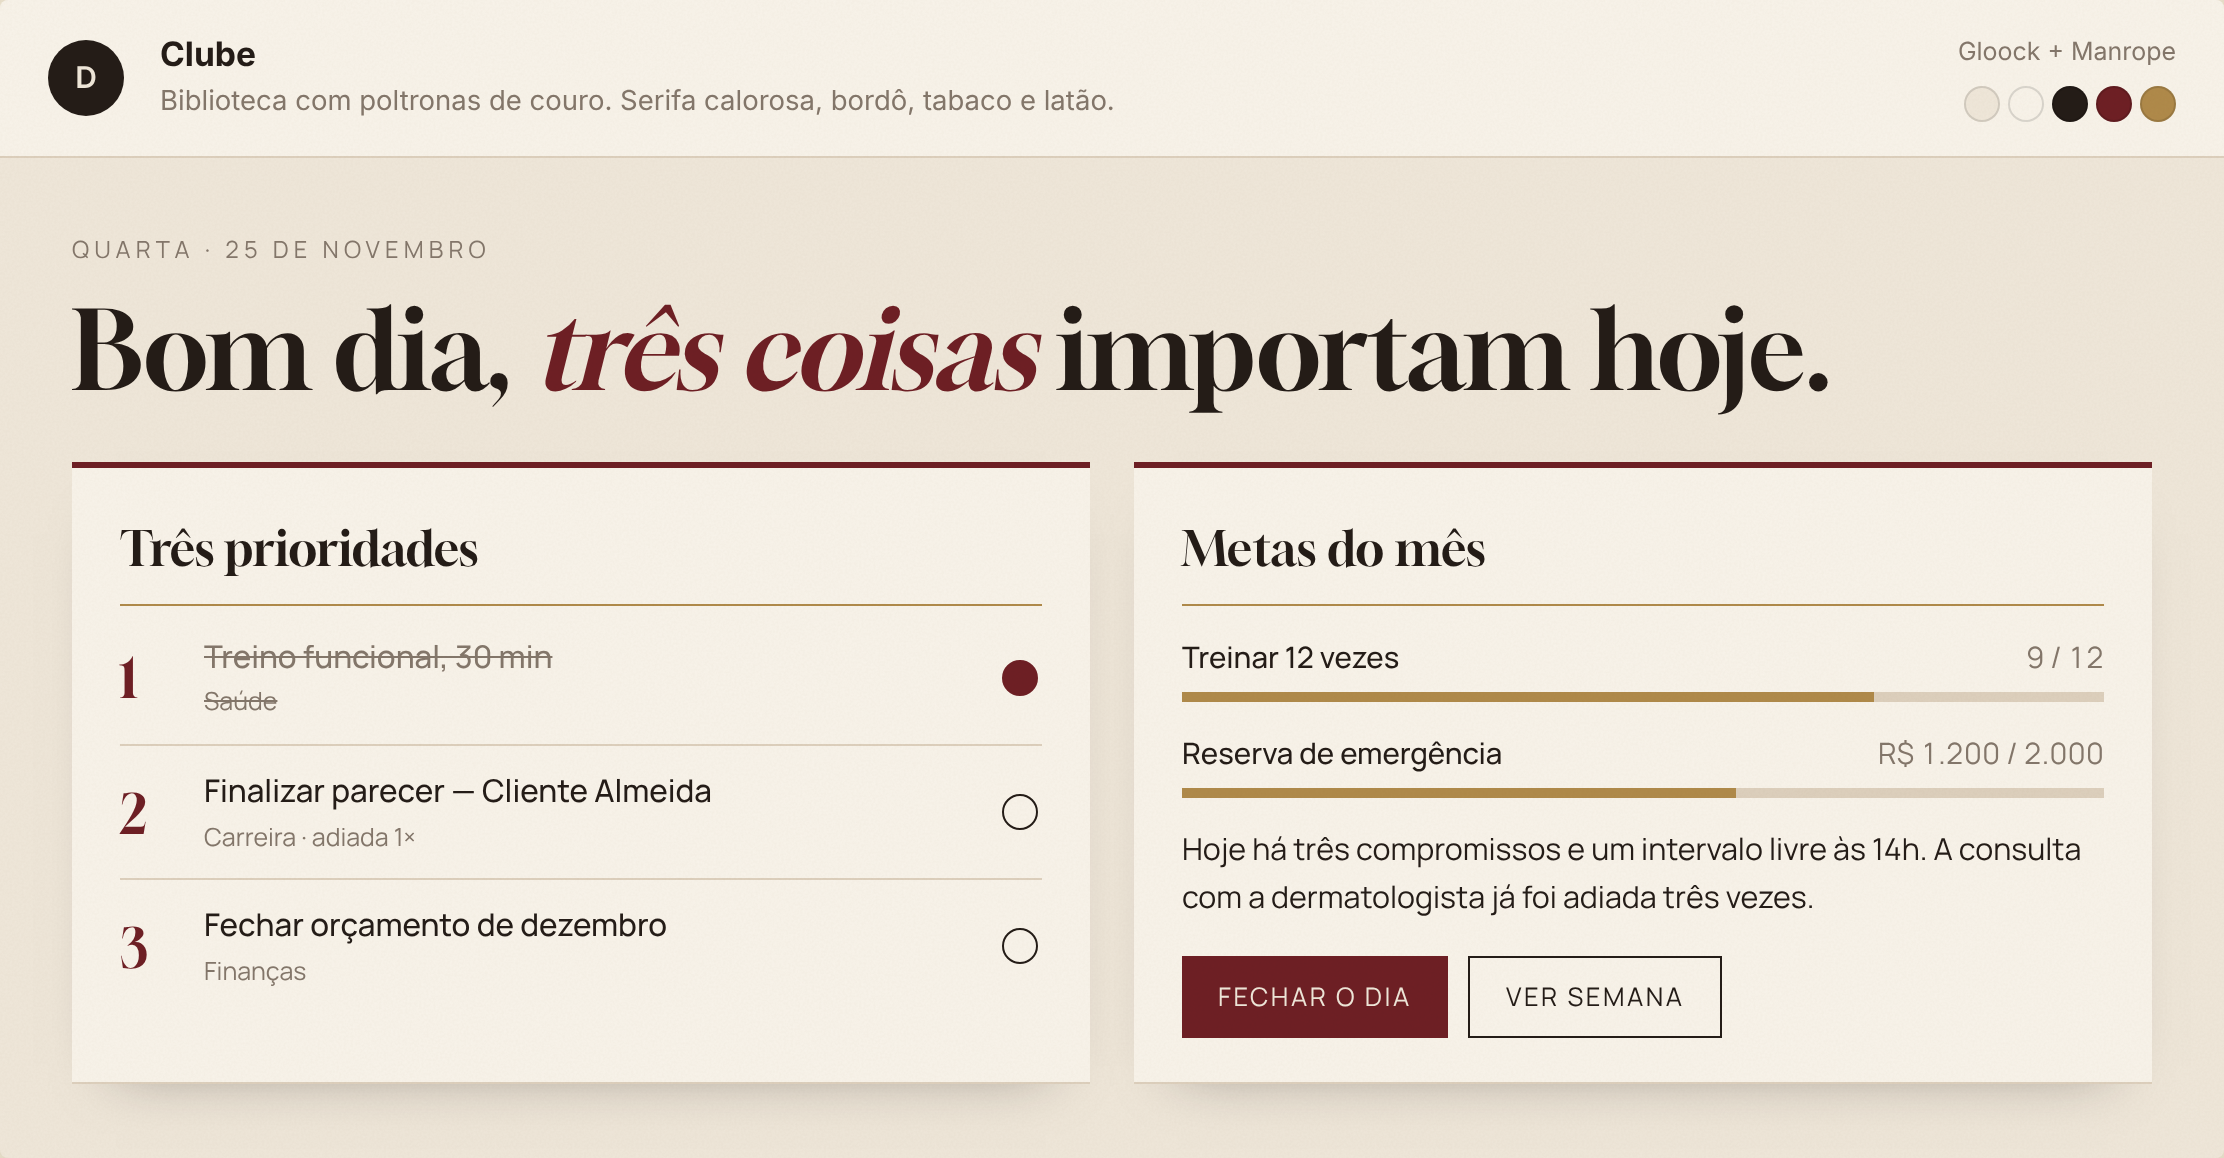 D
Clube
Biblioteca com poltronas de couro. Serifa calorosa, bordô, tabaco e latão.
Gloock + Manrope
QUARTA · 25 DE NOVEMBRO
Bom dia, três coisas importam hoje.
Três prioridades
1
Treino funcional, 30 min
Saúde
2
Finalizar parecer — Cliente Almeida
Carreira · adiada 1×
3
Fechar orçamento de dezembro
Finanças
Metas do mês
Treinar 12 vezes
9 / 12
Reserva de emergência
R$ 1.200 / 2.000
Hoje há três compromissos e um intervalo livre às 14h. A consulta
com a dermatologista já foi adiada três vezes.
FECHAR O DIA
VER SEMANA